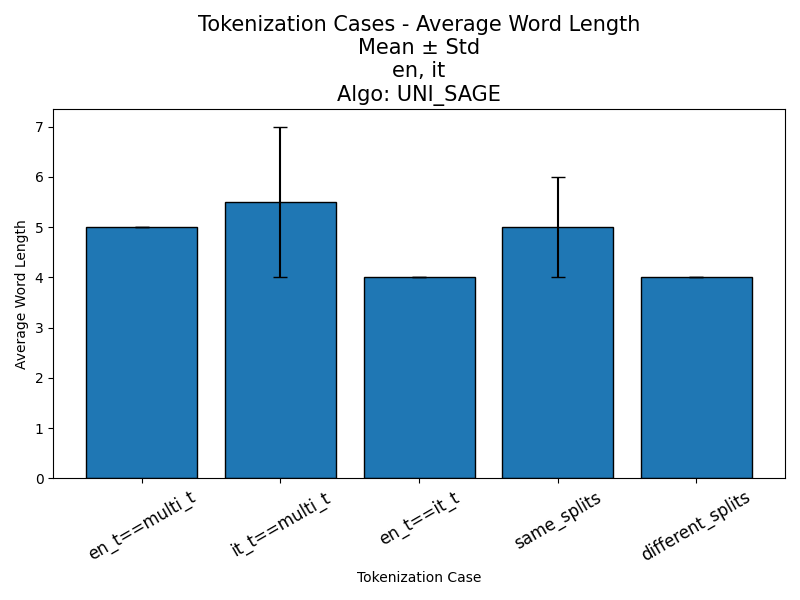 Tokenization Cases - Average Word Length
Mean ± Std
en, it
Algo: UNI_SAGE
Average Word Length
7
6
5
4
3
2
1
0
en_t==multi_t
it_t==multi_t
en_t==it_t
same_splits
different_splits
Tokenization Case